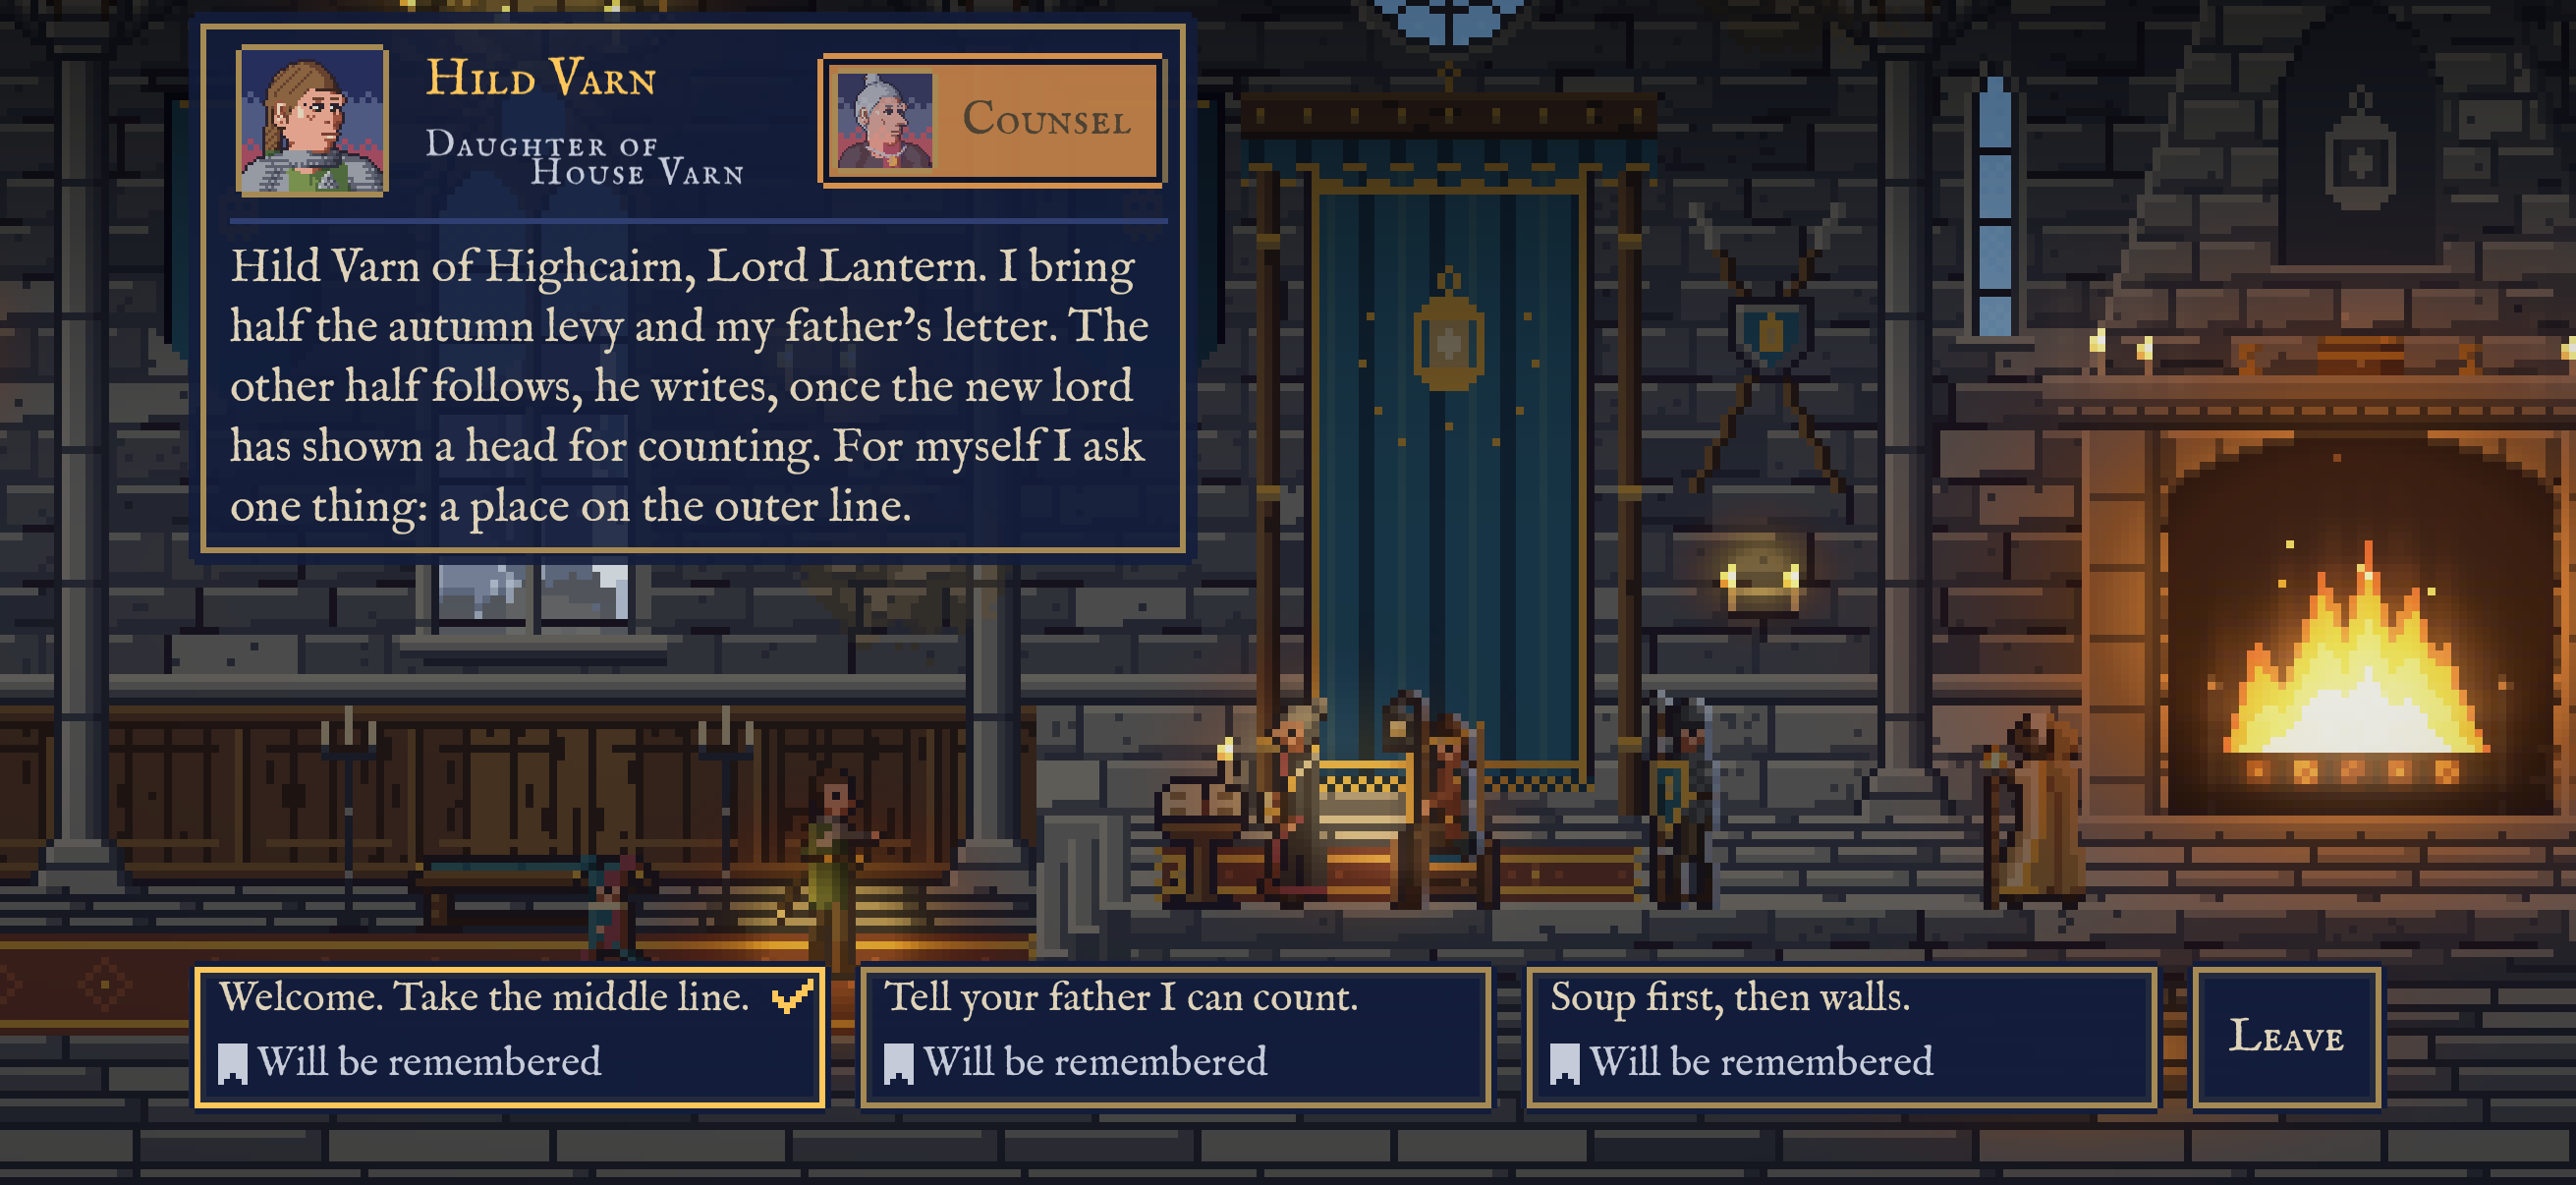 Hild Varn
Daughter of
House Varn
Counsel
Hild Varn of Highcairn, Lord Lantern. I bring
half the autumn levy and my father's letter. The
other half follows, he writes, once the new lord
has shown a head for counting. For myself I ask
one thing: a place on the outer line.
Welcome. Take the middle line.
Will be remembered
Tell your father I can count.
Will be remembered
Soup first, then walls.
Will be remembered
Leave